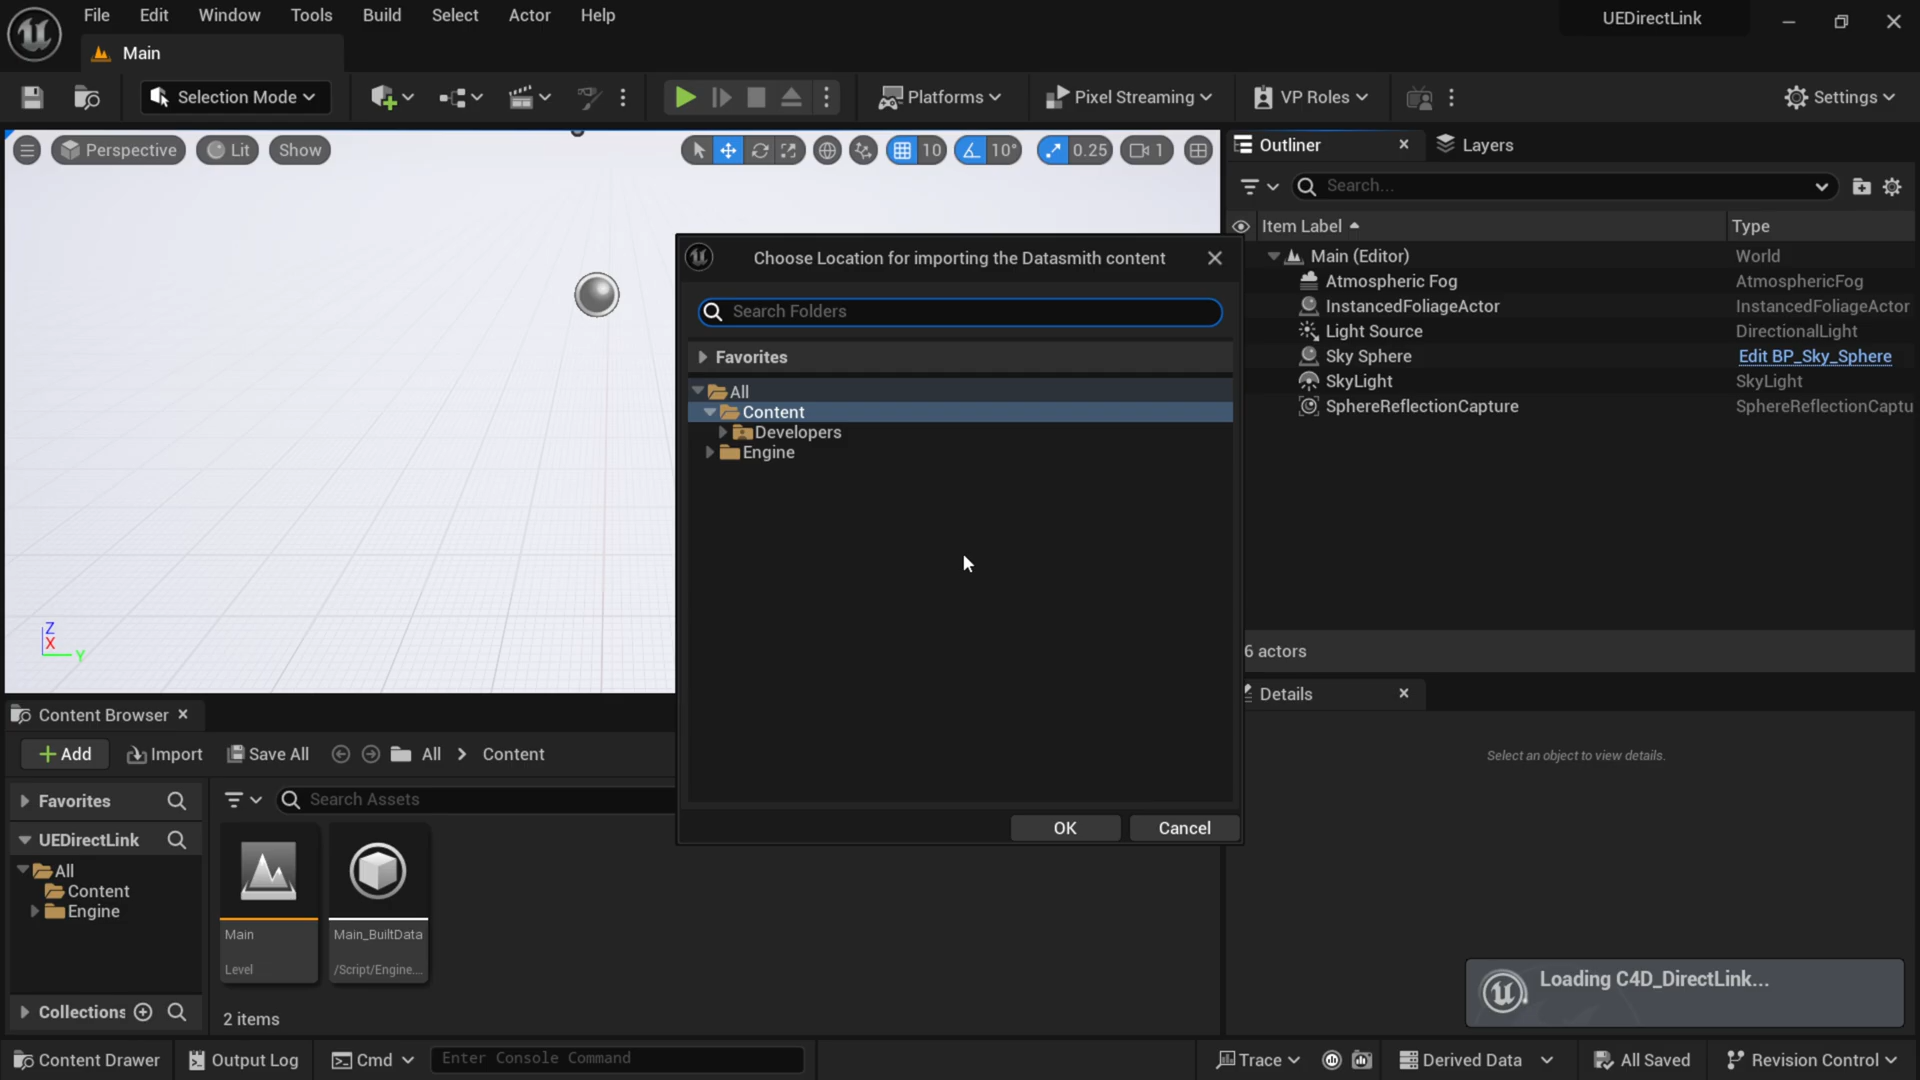 File Edit Window Tools Build Select Actor Help
UEDirectLink
Main
Selection Mode
Platforms
Pixel Streaming
VP Roles
Settings
Perspective
Lit
Show
10
10°
0.25
1
Outliner
Layers
Search...
Item Label
Type
Main (Editor)
World
Atmospheric Fog
AtmosphericFog
InstancedFoliageActor
InstancedFoliageActor
Light Source
DirectionalLight
Sky Sphere
Edit BP_Sky_Sphere
SkyLight
SkyLight
SphereReflectionCapture
SphereReflectionCaptu
6 actors
Choose Location for importing the Datasmith content
Search Folders
Favorites
All
Content
Developers
Engine
OK
Cancel
Z
X
Y
Details
Select an object to view details.
Content Browser
Add
Import
Save All
All
Content
Favorites
Search Assets
UEDirectLink
All
Content
Engine
Main
Level
Main_BuiltData
/Script/Engine....
Collections
2 items
Loading C4D_DirectLink...
Content Drawer
Output Log
Cmd
Enter Console Command
Trace
Derived Data
All Saved
Revision Control